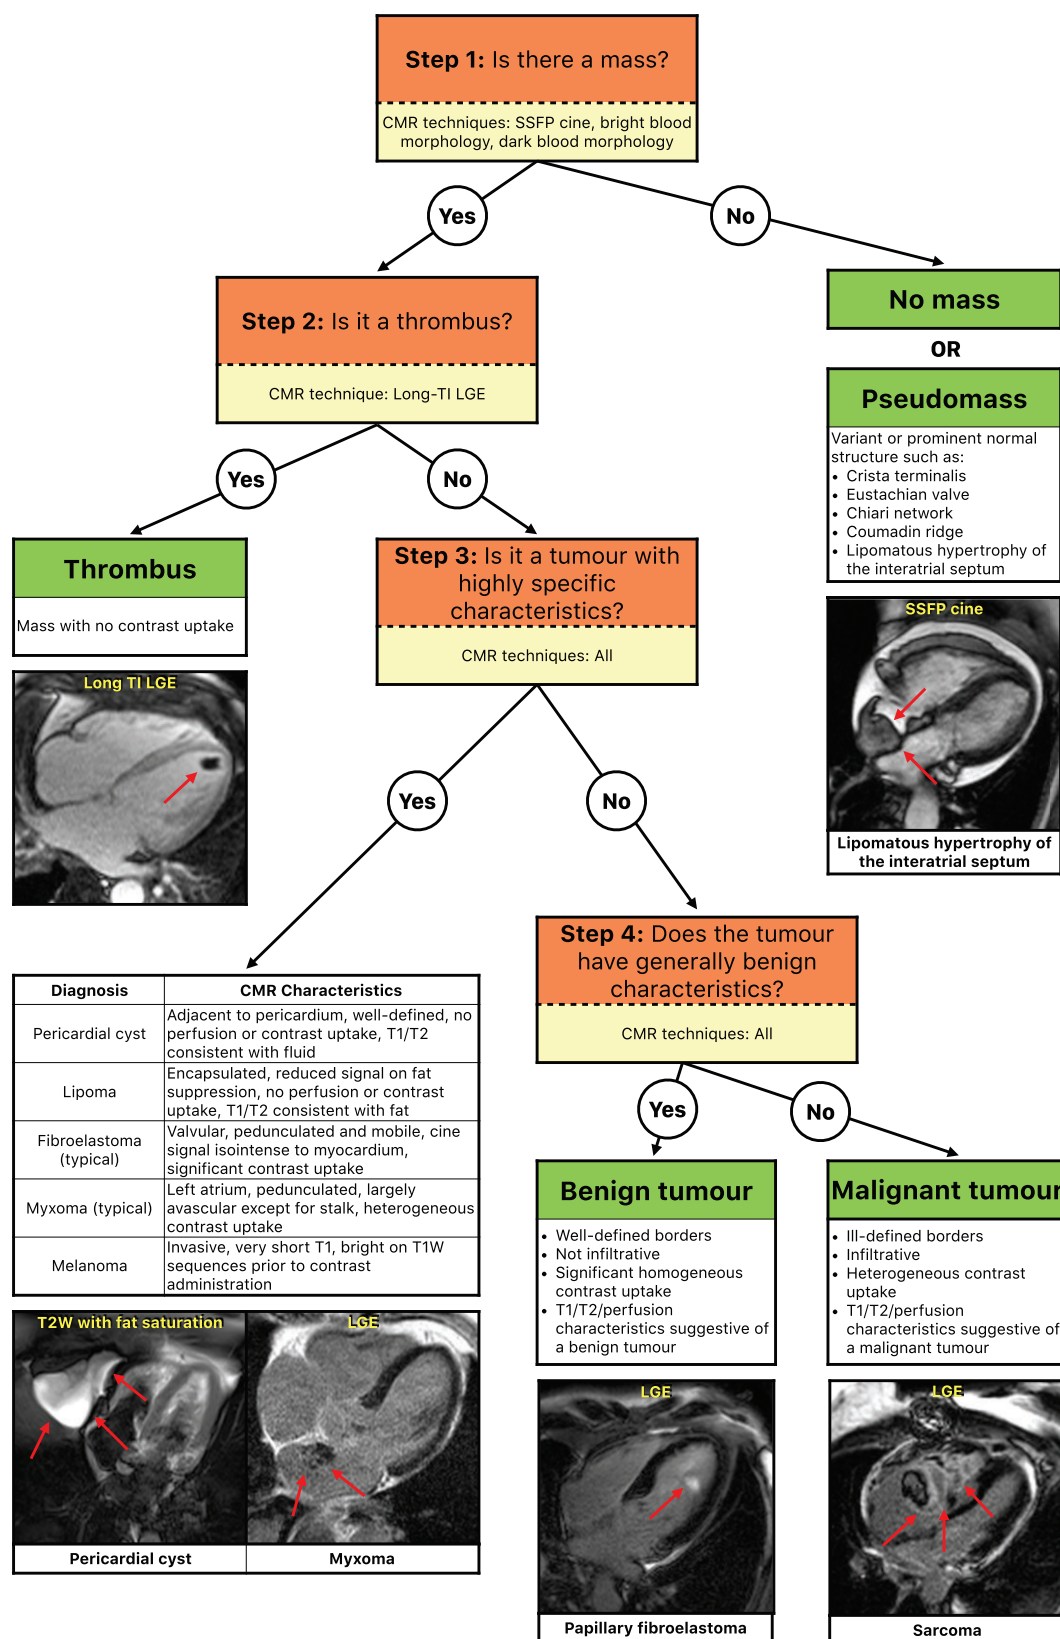 Step 1: Is there a mass?
CMR techniques: SSFP cine, bright blood
morphology, dark blood morphology
Yes
No
Step 2: Is it a thrombus?
CMR technique: Long-TI LGE
No mass
OR
Pseudomass
Variant or prominent normal
structure such as:
• Crista terminalis
• Eustachian valve
• Chiari network
• Coumadin ridge
• Lipomatous hypertrophy of
the interatrial septum
SSFP cine
Lipomatous hypertrophy of
the interatrial septum
Yes
No
Thrombus
Mass with no contrast uptake
Long TI LGE
Step 3: Is it a tumour with
highly specific
characteristics?
CMR techniques: All
Yes
No
Diagnosis
CMR Characteristics
Pericardial cyst
Adjacent to pericardium, well-defined, no
perfusion or contrast uptake, T1/T2
consistent with fluid
Lipoma
Encapsulated, reduced signal on fat
suppression, no perfusion or contrast
uptake, T1/T2 consistent with fat
Fibroelastoma
(typical)
Valvular, pedunculated and mobile, cine
signal isointense to myocardium,
significant contrast uptake
Myxoma (typical)
Left atrium, pedunculated, largely
avascular except for stalk, heterogeneous
contrast uptake
Melanoma
Invasive, very short T1, bright on T1W
sequences prior to contrast
administration
T2W with fat saturation
LGE
Pericardial cyst
Myxoma
Step 4: Does the tumour
have generally benign
characteristics?
CMR techniques: All
Yes
No
Benign tumour
• Well-defined borders
• Not infiltrative
• Significant homogeneous
contrast uptake
• T1/T2/perfusion
characteristics suggestive of
a benign tumour
LGE
Papillary fibroelastoma
Malignant tumour
• Ill-defined borders
• Infiltrative
• Heterogeneous contrast
uptake
• T1/T2/perfusion
characteristics suggestive of
a malignant tumour
LGE
Sarcoma